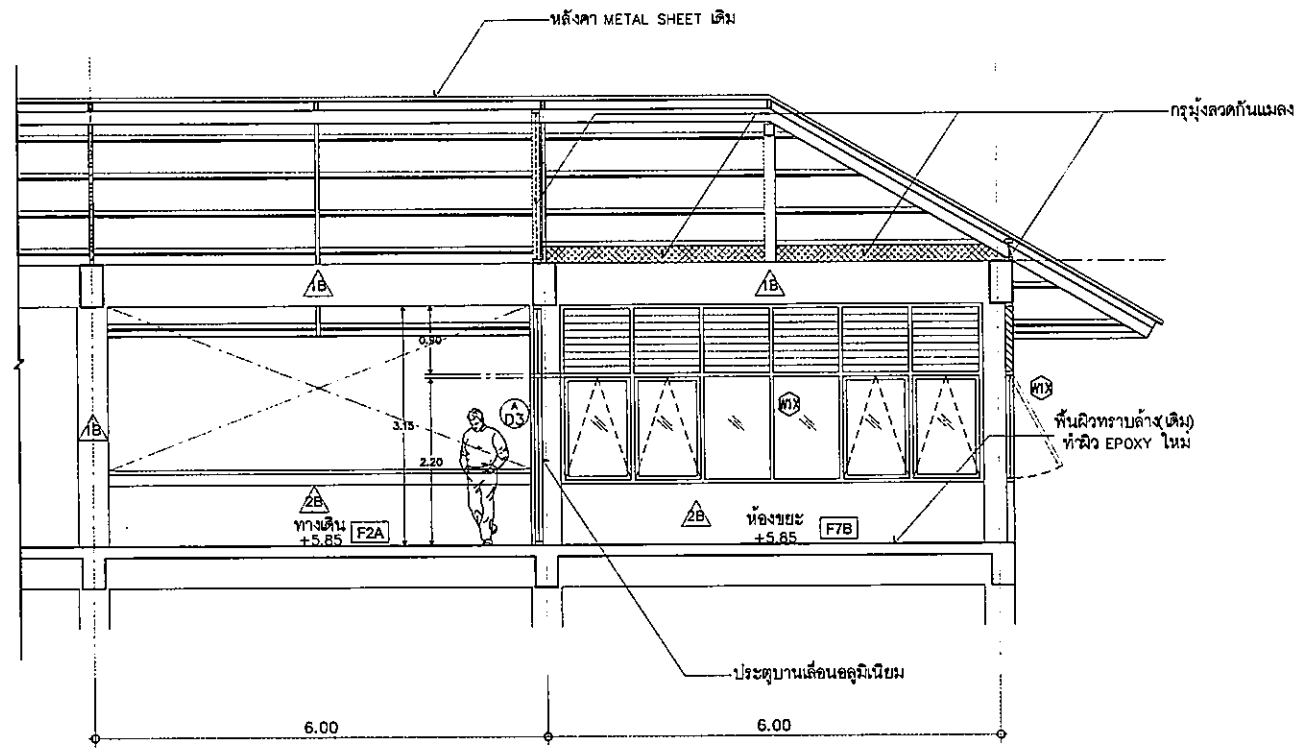 หลังคา METAL SHEET เดิม
กรุมุ้งลวดกันแมลง
1B
1B
0.90
A
D3
W1X
W1X
1B
3.15
พื้นผิวทรายล้าง(เดิม)
ทำผิว EPOXY ใหม่
2.20
2B
2B
ทางเดิน
+5.85
F2A
ห้องขยะ
+5.85
F7B
ประตูบานเลื่อนอลูมิเนียม
6.00
6.00